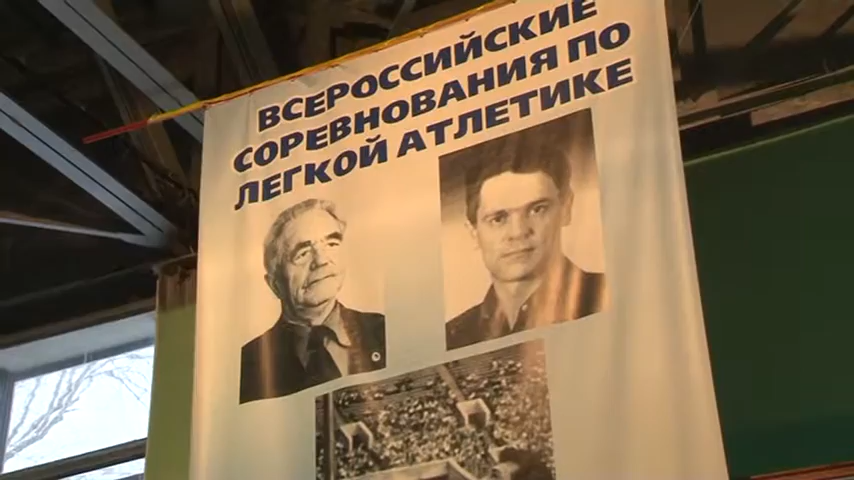 ВСЕРОССИЙСКИЕ
СОРЕВНОВАНИЯ ПО
ЛЕГКОЙ АТЛЕТИКЕ